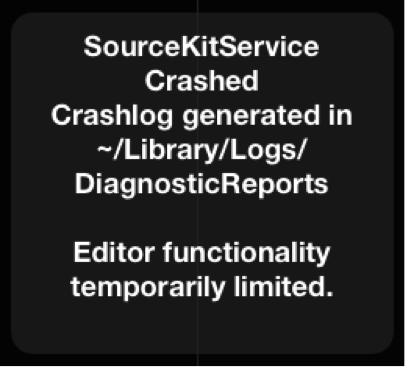 SourceKitService
Crashed
Crashlog generated in
~/Library/Logs/
DiagnosticReports
Editor functionality
temporarily limited.